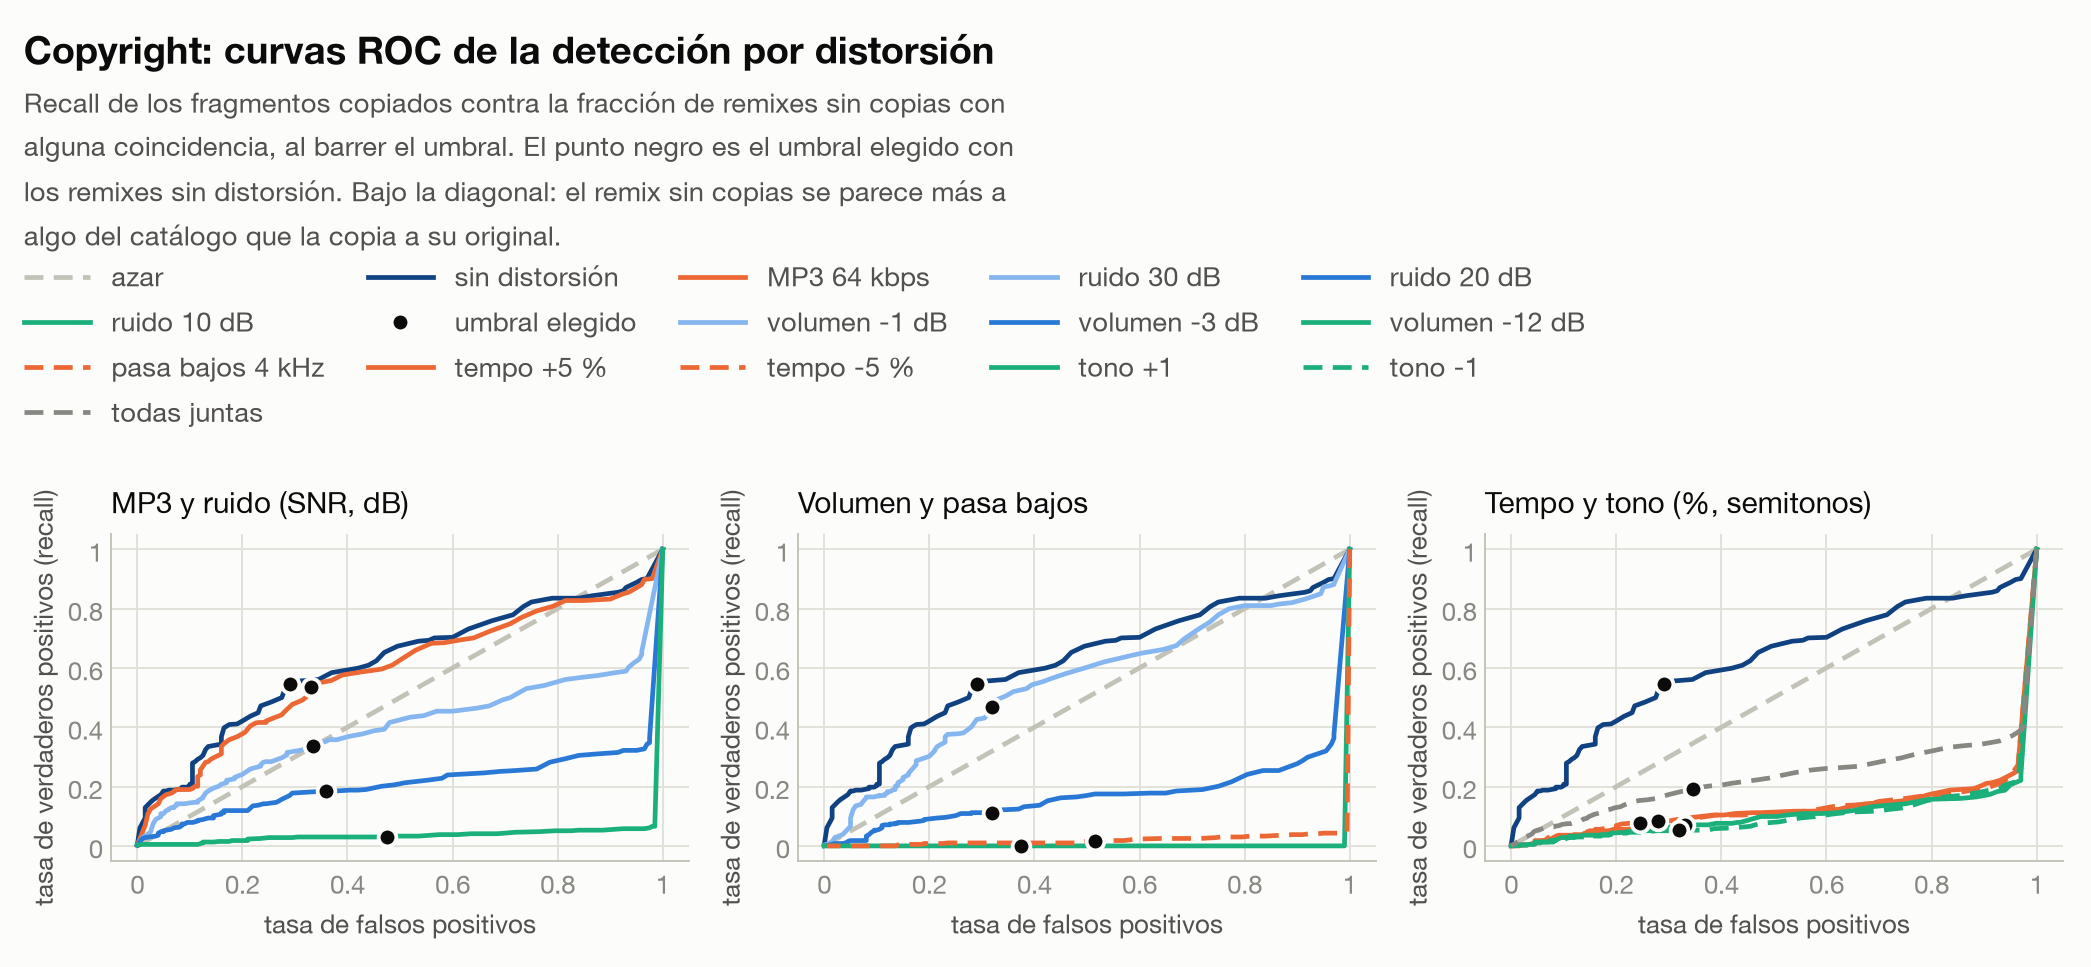 Copyright: curvas ROC de la detección por distorsión
Recall de los fragmentos copiados contra la fracción de remixes sin copias con
alguna coincidencia, al barrer el umbral. El punto negro es el umbral elegido con
los remixes sin distorsión. Bajo la diagonal: el remix sin copias se parece más a
algo del catálogo que la copia a su original.
azar sin distorsión MP3 64 kbps ruido 30 dB ruido 20 dB
ruido 10 dB umbral elegido volumen -1 dB volumen -3 dB volumen -12 dB
pasa bajos 4 kHz tempo +5 % tempo -5 % tono +1 tono -1
todas juntas
MP3 y ruido (SNR, dB)
tasa de verdaderos positivos (recall)
1
0.8
0.6
0.4
0.2
0
0 0.2 0.4 0.6 0.8 1
tasa de falsos positivos
Volumen y pasa bajos
tasa de verdaderos positivos (recall)
1
0.8
0.6
0.4
0.2
0
0 0.2 0.4 0.6 0.8 1
tasa de falsos positivos
Tempo y tono (%, semitonos)
tasa de verdaderos positivos (recall)
1
0.8
0.6
0.4
0.2
0
0 0.2 0.4 0.6 0.8 1
tasa de falsos positivos